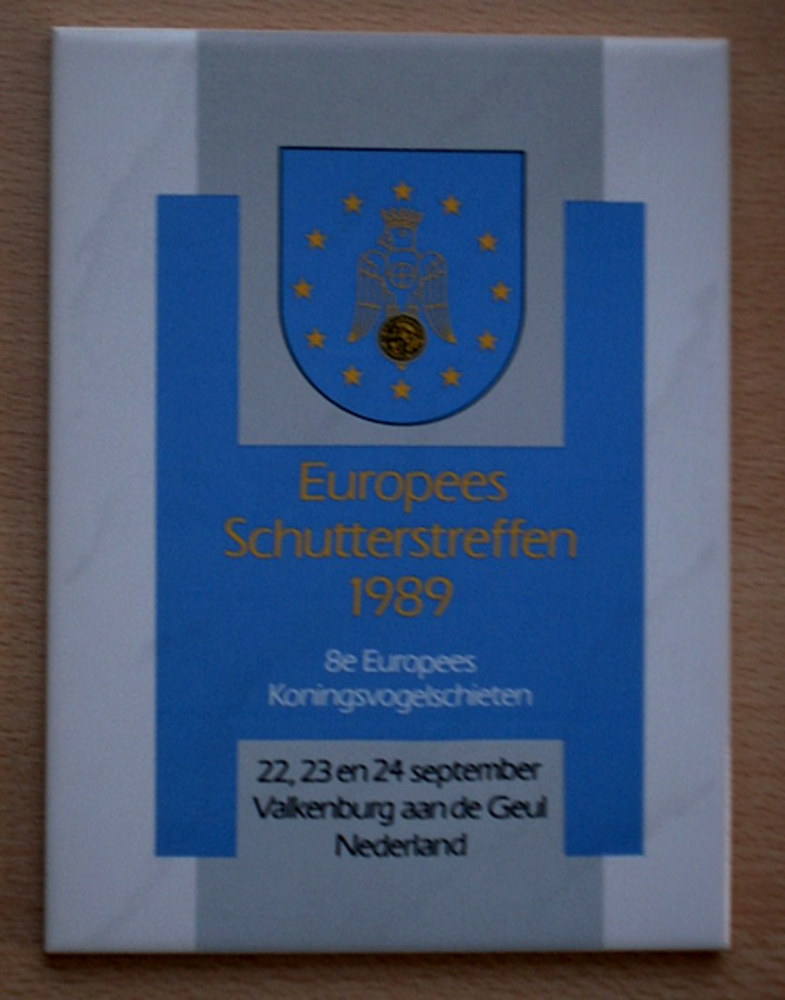 Europees
Schutterstreffen
1989
8e Europees
Koningsvogelschieten
22, 23 en 24 september
Valkenburg aan de Geul
Nederland